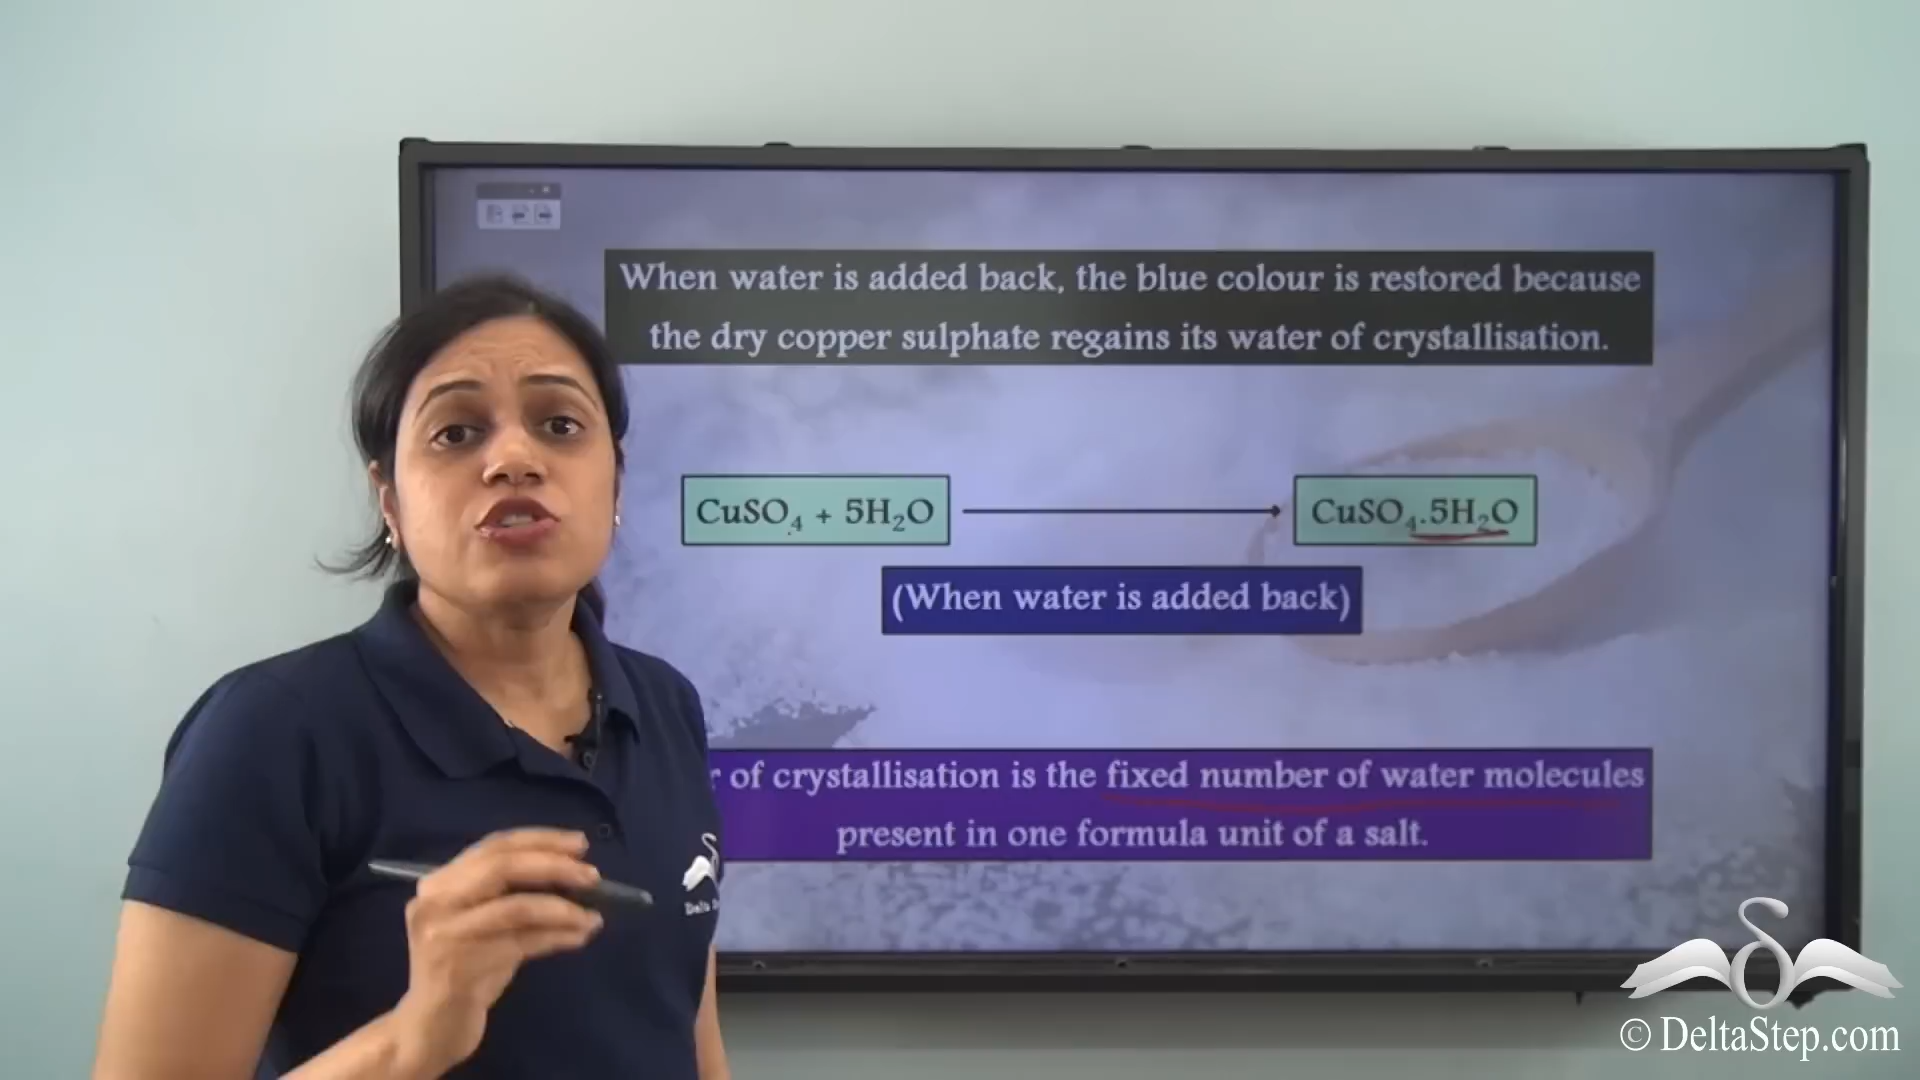 When water is added back, the blue colour is restored because
the dry copper sulphate regains its water of crystallisation.
CuSO₄ + 5H₂O
CuSO₄.5H₂O
(When water is added back)
of crystallisation is the fixed number of water molecules
present in one formula unit of a salt.
Delta
© DeltaStep.com